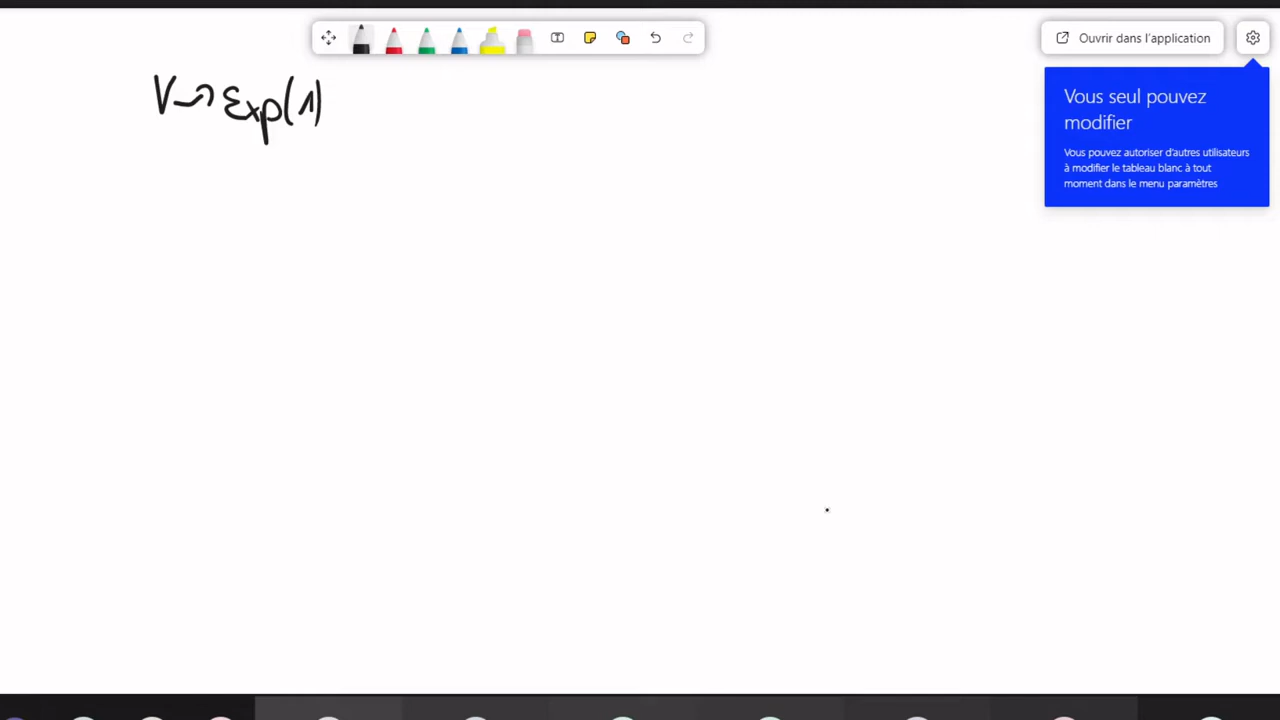 Ouvrir dans l'application
V ↝ Exp(1)
Vous seul pouvez
modifier
Vous pouvez autoriser d'autres utilisateurs
à modifier le tableau blanc à tout
moment dans le menu paramètres